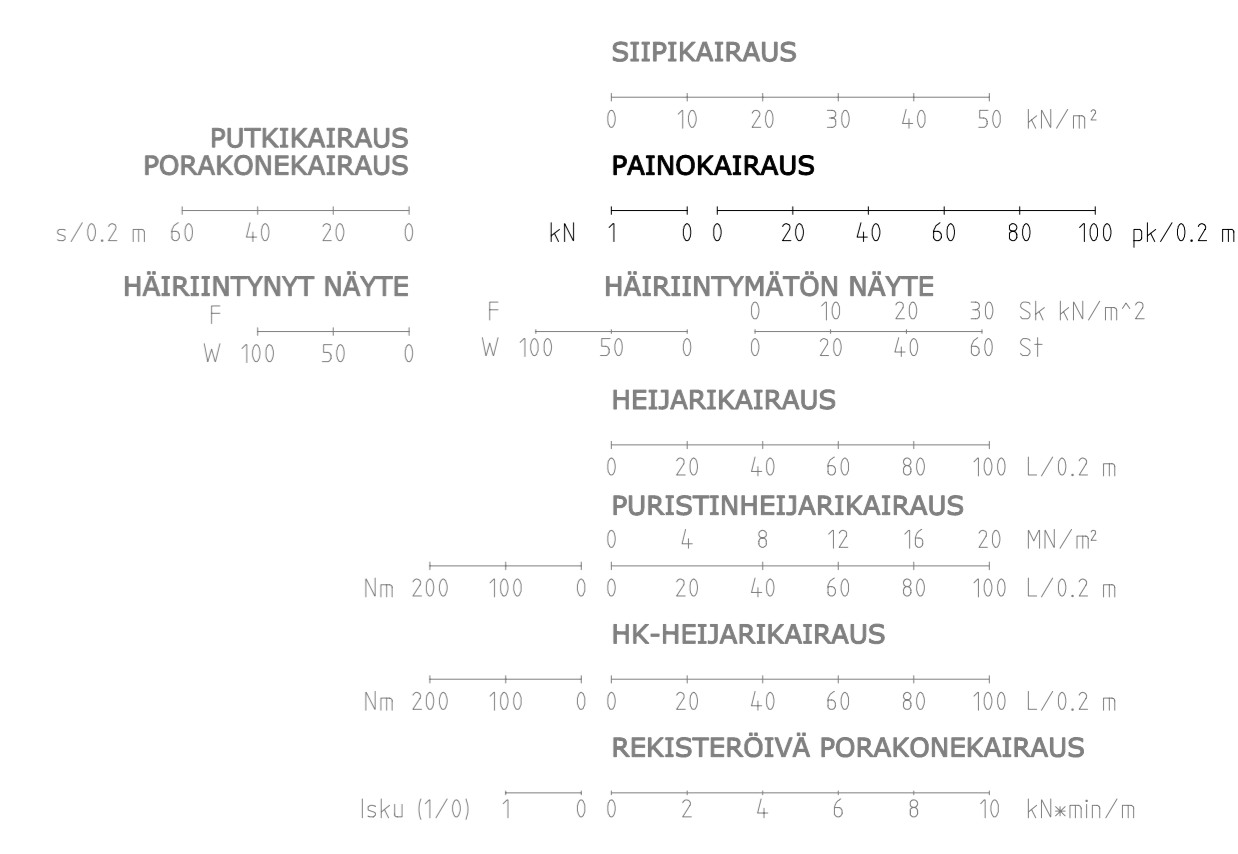 SIIPIKAIRAUS
0 10 20 30 40 50 kN/m²
PUTKIKAIRAUS
PORAKONEKAIRAUS
s/0.2 m 60 40 20 0
PAINOKAIRAUS
kN 1 0 0 20 40 60 80 100 pk/0.2 m
HÄIRIINTYNYT NÄYTE
F
W 100 50 0
HÄIRIINTYMÄTÖN NÄYTE
F 0 10 20 30 Sk kN/m^2
W 100 50 0 0 20 40 60 St
HEIJARIKAIRAUS
0 20 40 60 80 100 L/0.2 m
PURISTINHEIJARIKAIRAUS
0 4 8 12 16 20 MN/m²
Nm 200 100 0 0 20 40 60 80 100 L/0.2 m
HK-HEIJARIKAIRAUS
Nm 200 100 0 0 20 40 60 80 100 L/0.2 m
REKISTERÖIVÄ PORAKONEKAIRAUS
Isku (1/0) 1 0 0 2 4 6 8 10 kN*min/m